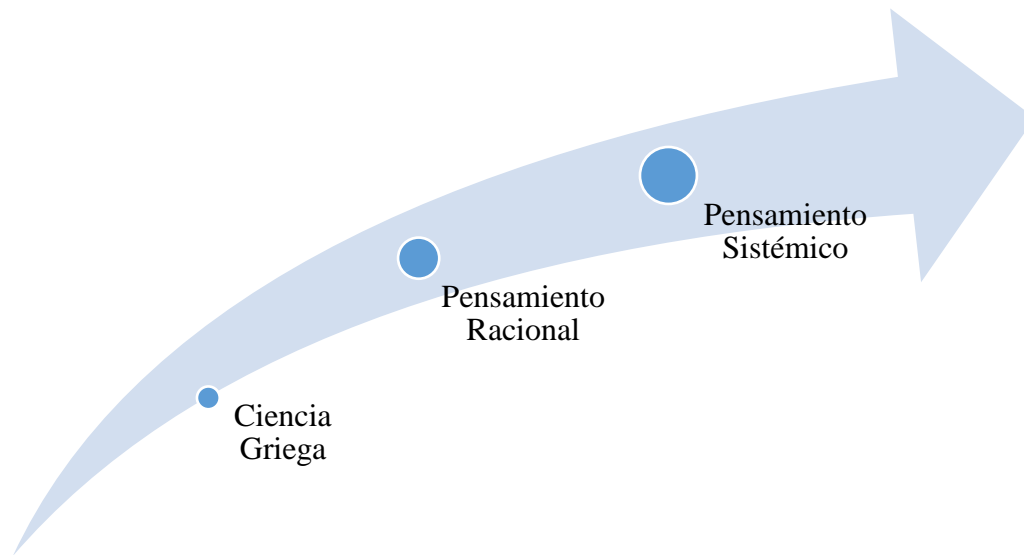 Ciencia
Griega
Pensamiento
Racional
Pensamiento
Sistémico